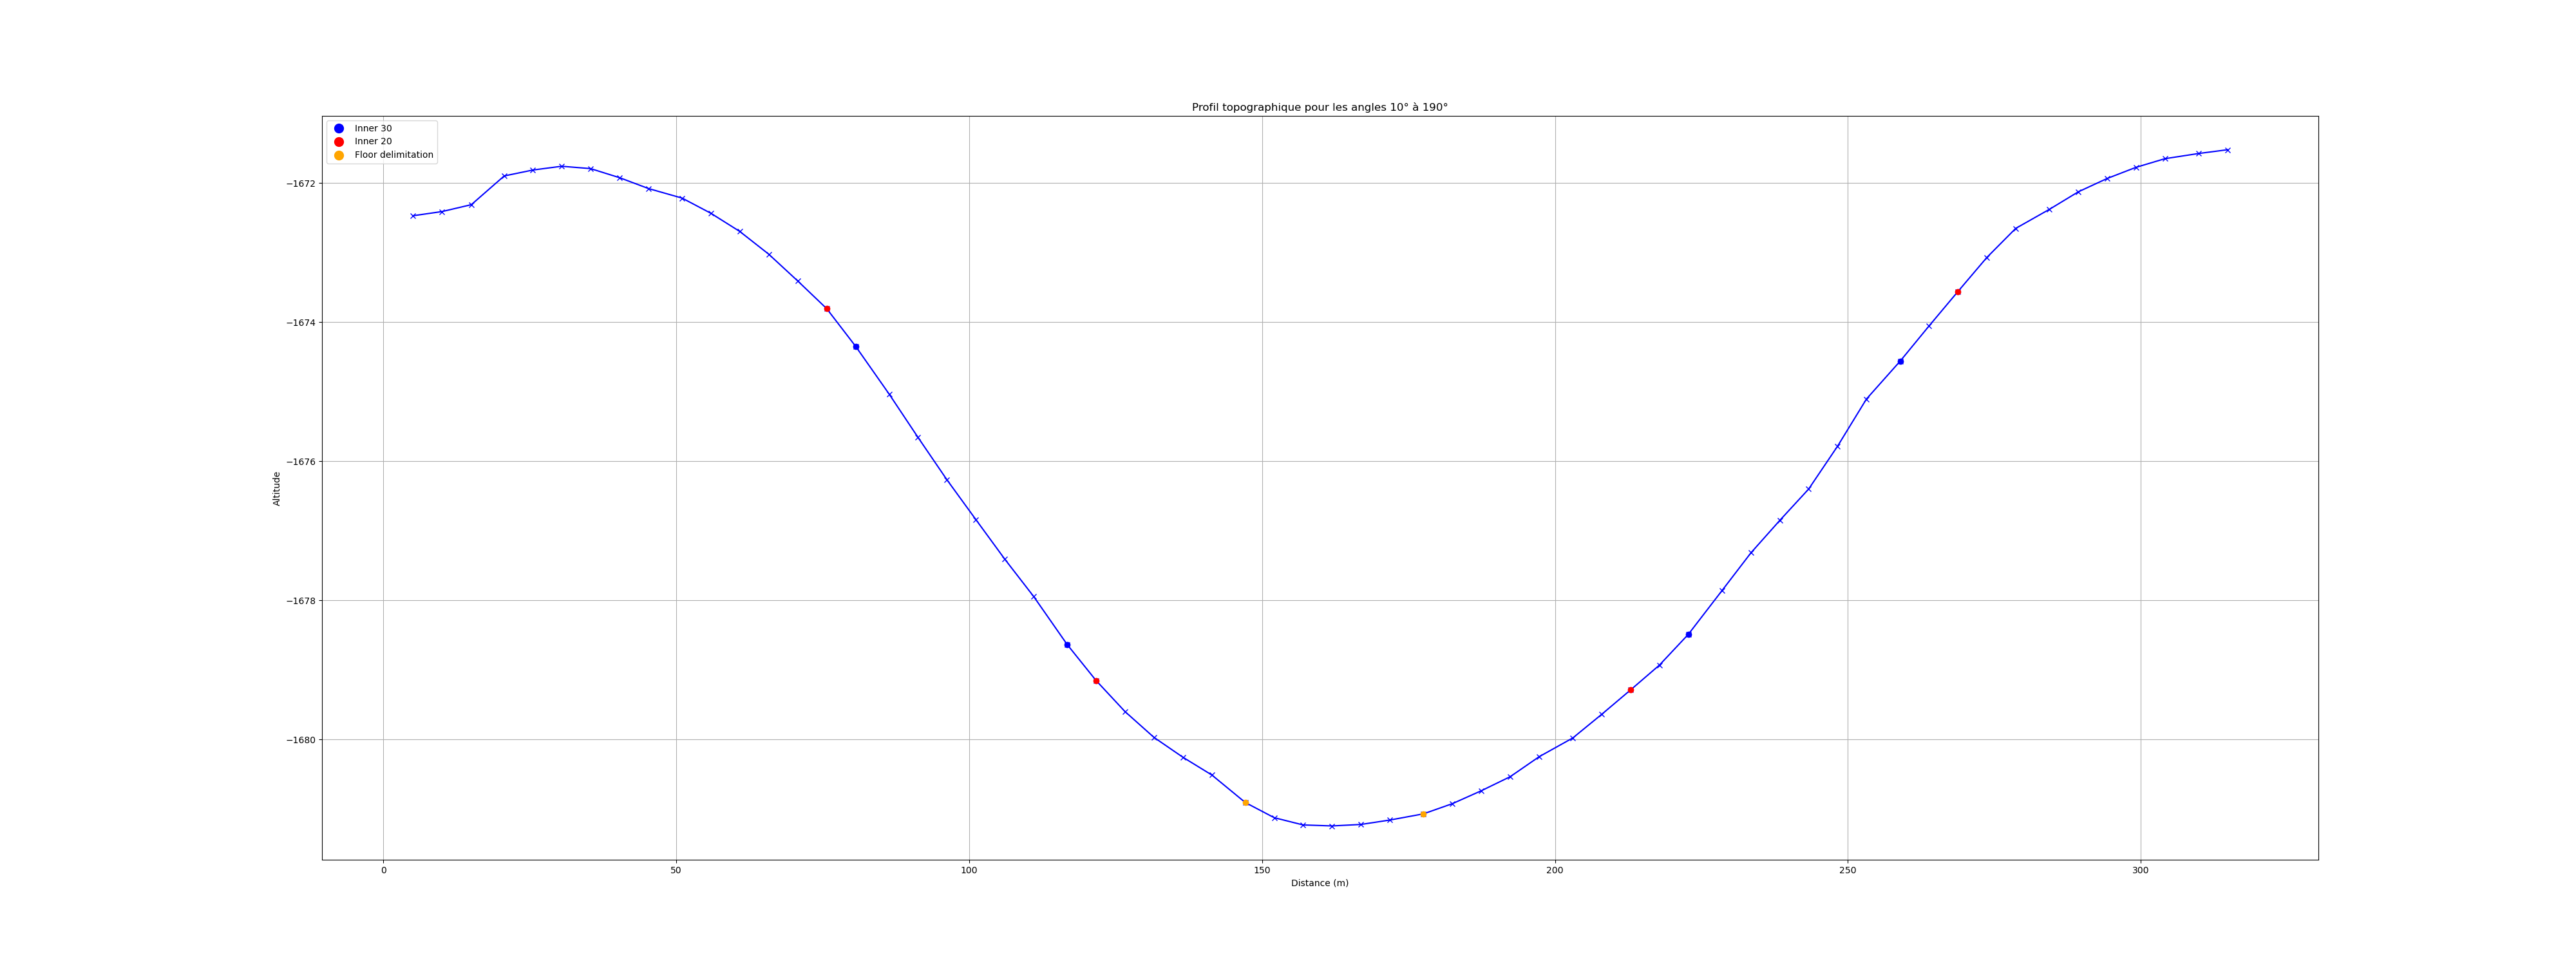 Profil topographique pour les angles 10° à 190°
Inner 30
Inner 20
Floor delimitation
−1672
−1674
−1676
−1678
−1680
Altitude
0 50 100 150 200 250 300
Distance (m)